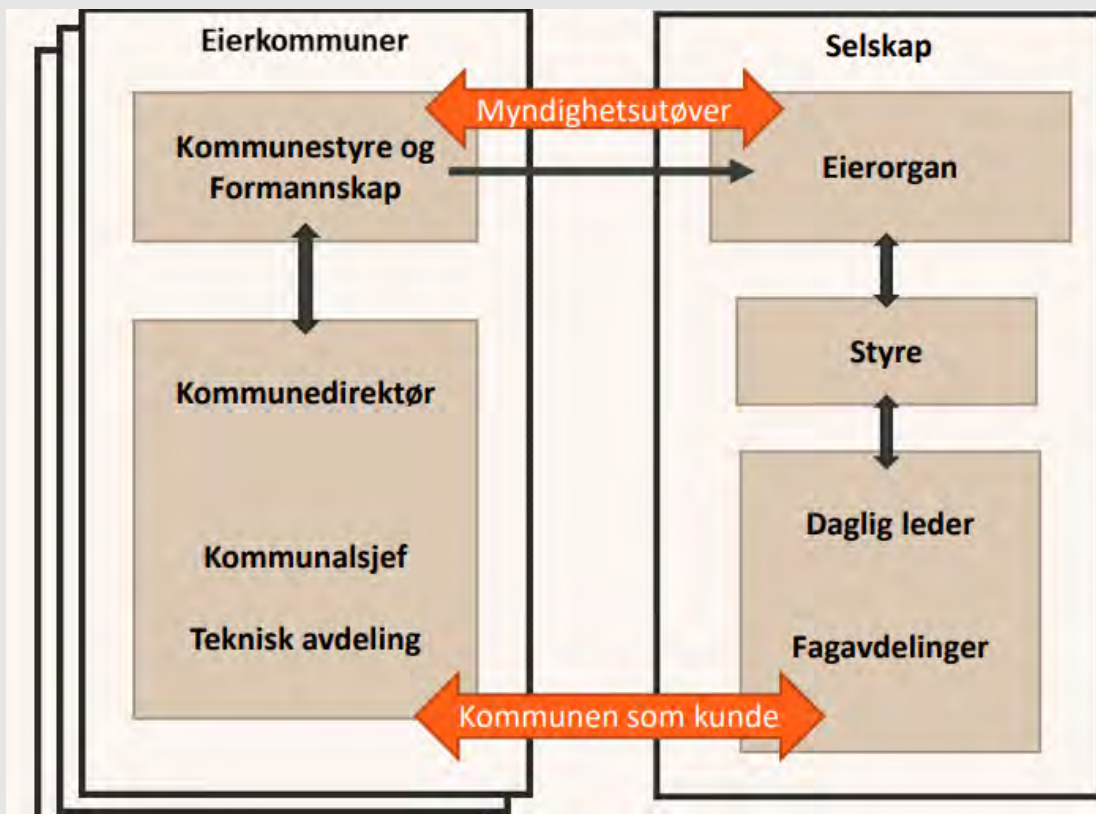 Eierkommuner
Kommunestyre og
Formannskap
Kommunedirektør
Kommunalsjef
Teknisk avdeling
Myndighetsutøver
Kommunen som kunde
Selskap
Eierorgan
Styre
Daglig leder
Fagavdelinger